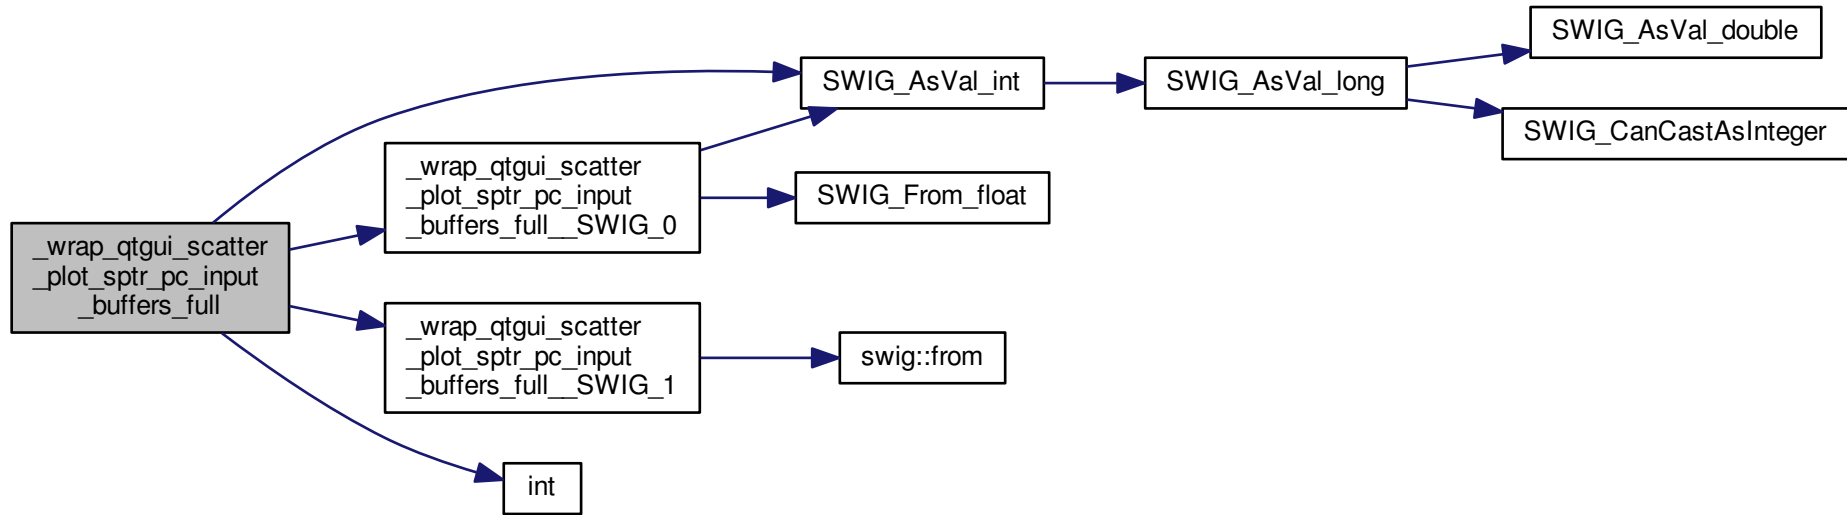 _wrap_qtgui_scatter
_plot_sptr_pc_input
_buffers_full
_wrap_qtgui_scatter
_plot_sptr_pc_input
_buffers_full__SWIG_0
_wrap_qtgui_scatter
_plot_sptr_pc_input
_buffers_full__SWIG_1
int
SWIG_AsVal_int
SWIG_From_float
swig::from
SWIG_AsVal_long
SWIG_AsVal_double
SWIG_CanCastAsInteger